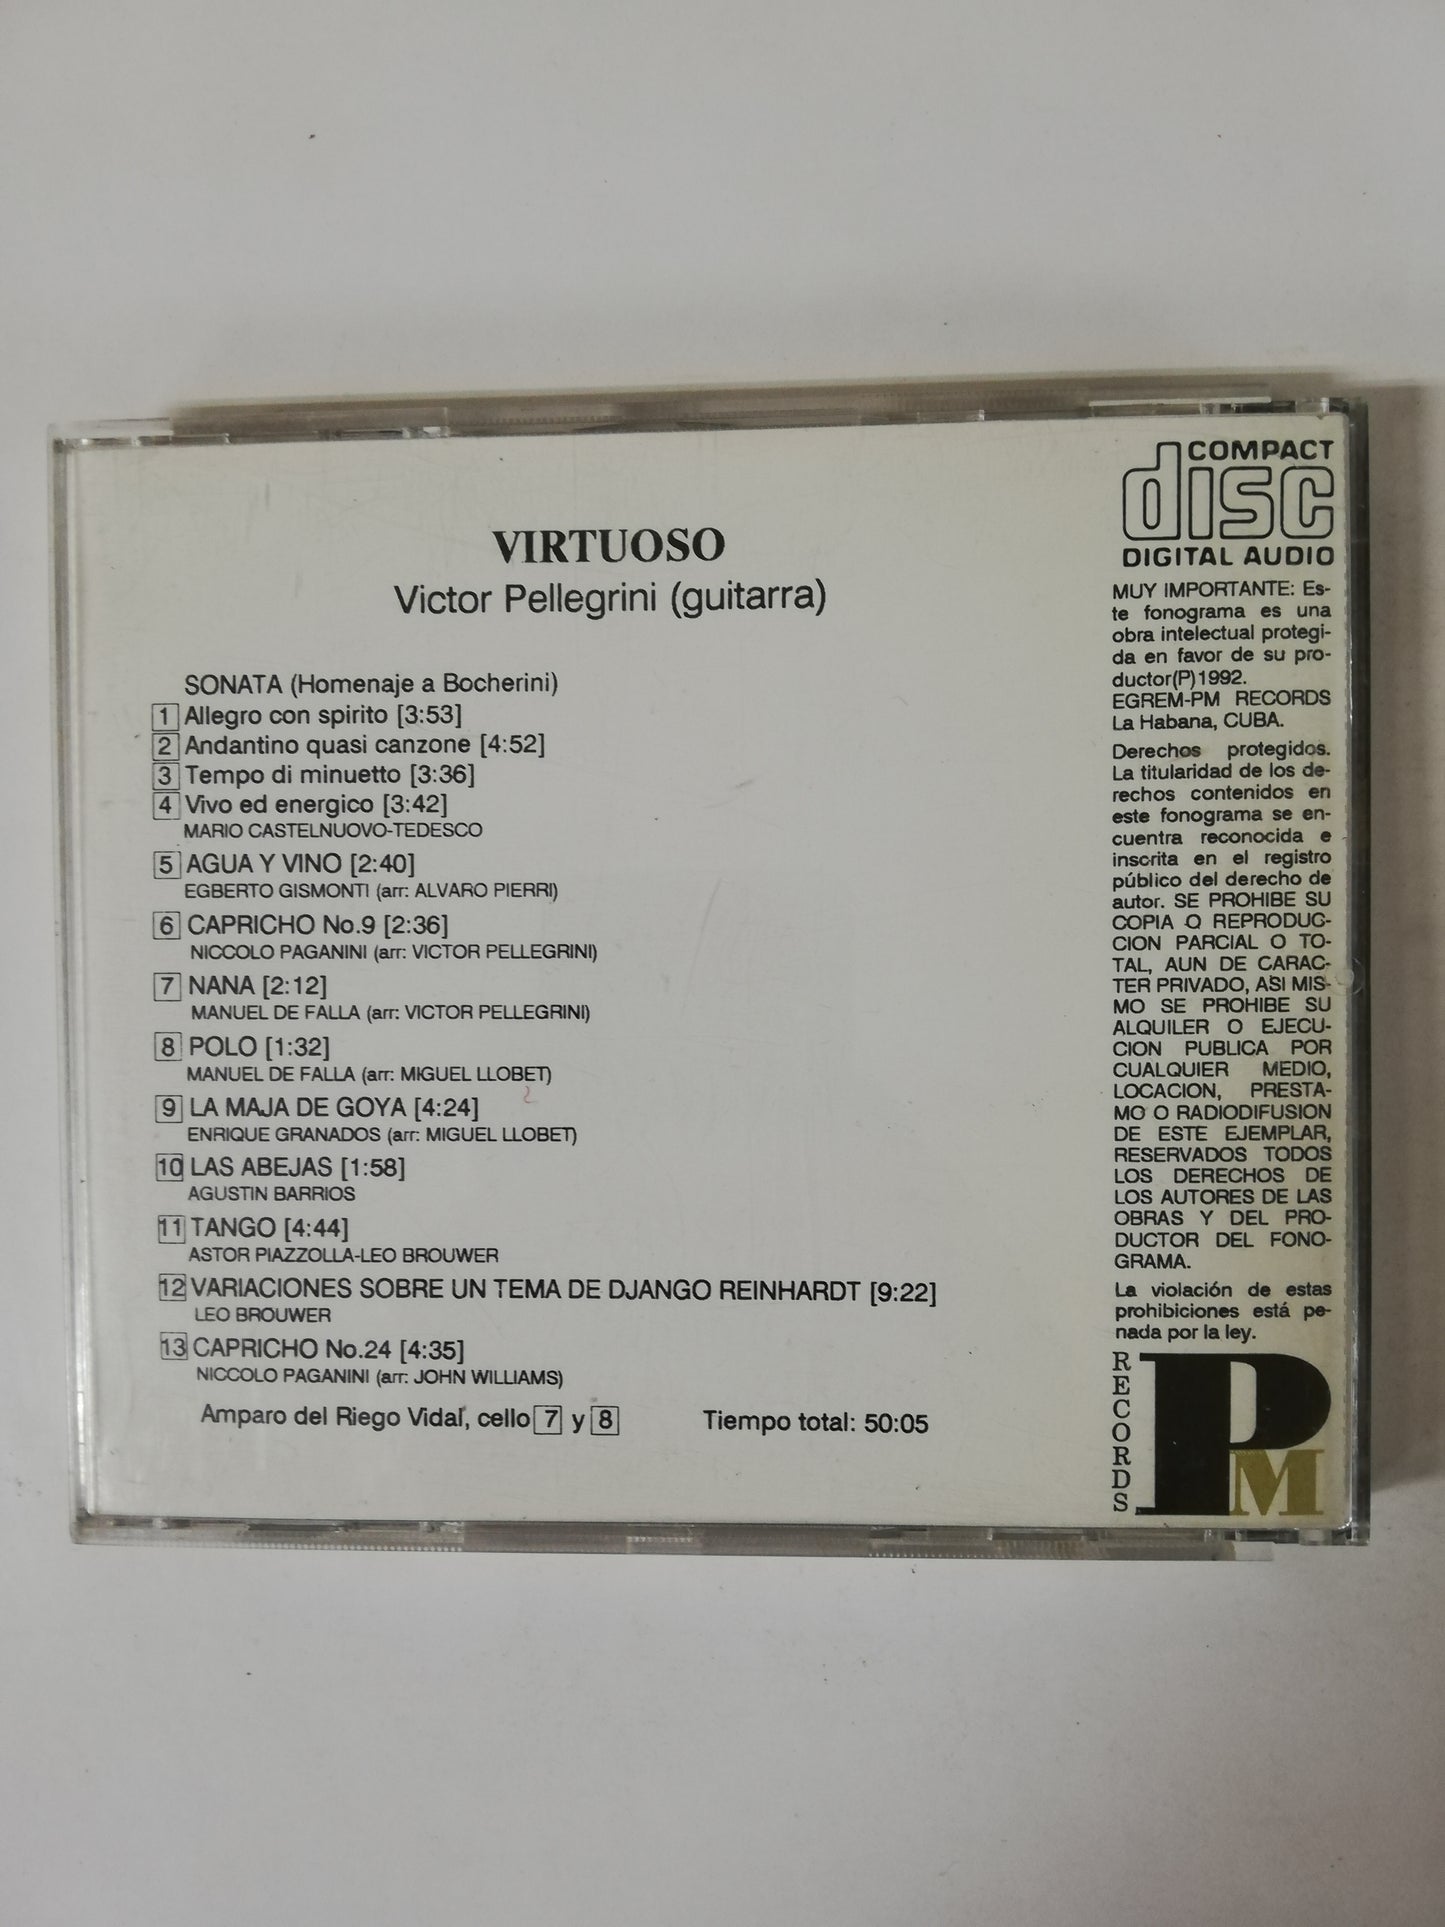 VIRTUOSO
Victor Pellegrini (guitarra)
SONATA (Homenaje a Bocherini)
1 Allegro con spirito [3:53]
2 Andantino quasi canzone [4:52]
3 Tempo di minuetto [3:36]
4 Vivo ed energico [3:42]
MARIO CASTELNUOVO-TEDESCO
5 AGUA Y VINO [2:40]
EGBERTO GISMONTI (arr: ALVARO PIERRI)
6 CAPRICHO No.9 [2:36]
NICCOLO PAGANINI (arr: VICTOR PELLEGRINI)
7 NANA [2:12]
MANUEL DE FALLA (arr: VICTOR PELLEGRINI)
8 POLO [1:32]
MANUEL DE FALLA (arr: MIGUEL LLOBET)
9 LA MAJA DE GOYA [4:24]
ENRIQUE GRANADOS (arr: MIGUEL LLOBET)
10 LAS ABEJAS [1:58]
AGUSTIN BARRIOS
11 TANGO [4:44]
ASTOR PIAZZOLLA-LEO BROUWER
12 VARIACIONES SOBRE UN TEMA DE DJANGO REINHARDT [9:22]
LEO BROUWER
13 CAPRICHO No.24 [4:35]
NICCOLO PAGANINI (arr: JOHN WILLIAMS)
Amparo del Riego Vidal, cello 7 y 8
Tiempo total: 50:05
COMPACT
disc
DIGITAL AUDIO
MUY IMPORTANTE: Es-
te fonograma es una
obra intelectual protegi-
da en favor de su pro-
ductor(P)1992.
EGREM-PM RECORDS
La Habana, CUBA.
Derechos protegidos.
La titularidad de los de-
rechos contenidos en
este fonograma se en-
cuentra reconocida e
inscrita en el registro
público del derecho de
autor. SE PROHIBE SU
COPIA O REPRODUC-
CION PARCIAL O TO-
TAL, AUN DE CARAC-
TER PRIVADO, ASI MIS-
MO SE PROHIBE SU
ALQUILER O EJECU-
CION PUBLICA POR
CUALQUIER MEDIO,
LOCACION, PRESTA-
MO O RADIODIFUSION
DE ESTE EJEMPLAR,
RESERVADOS TODOS
LOS DERECHOS DE
LOS AUTORES DE LAS
OBRAS Y DEL PRO-
DUCTOR DEL FONO-
GRAMA.
La violación de estas
prohibiciones está pe-
nada por la ley.
RECORDS
PM